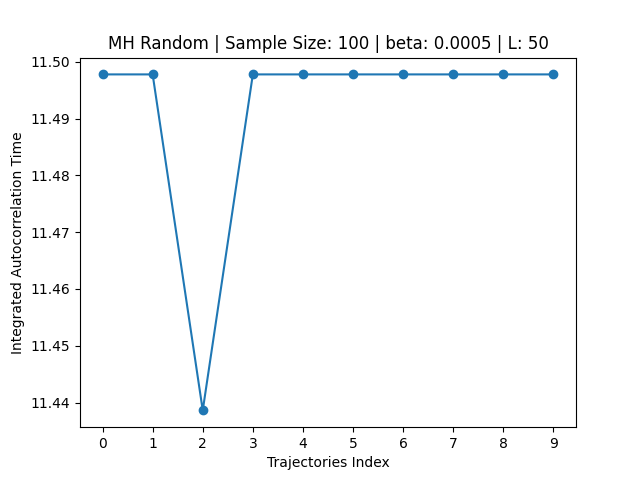 MH Random | Sample Size: 100 | beta: 0.0005 | L: 50
11.50
11.49
11.48
11.47
11.46
11.45
11.44
Integrated Autocorrelation Time
0 1 2 3 4 5 6 7 8 9
Trajectories Index